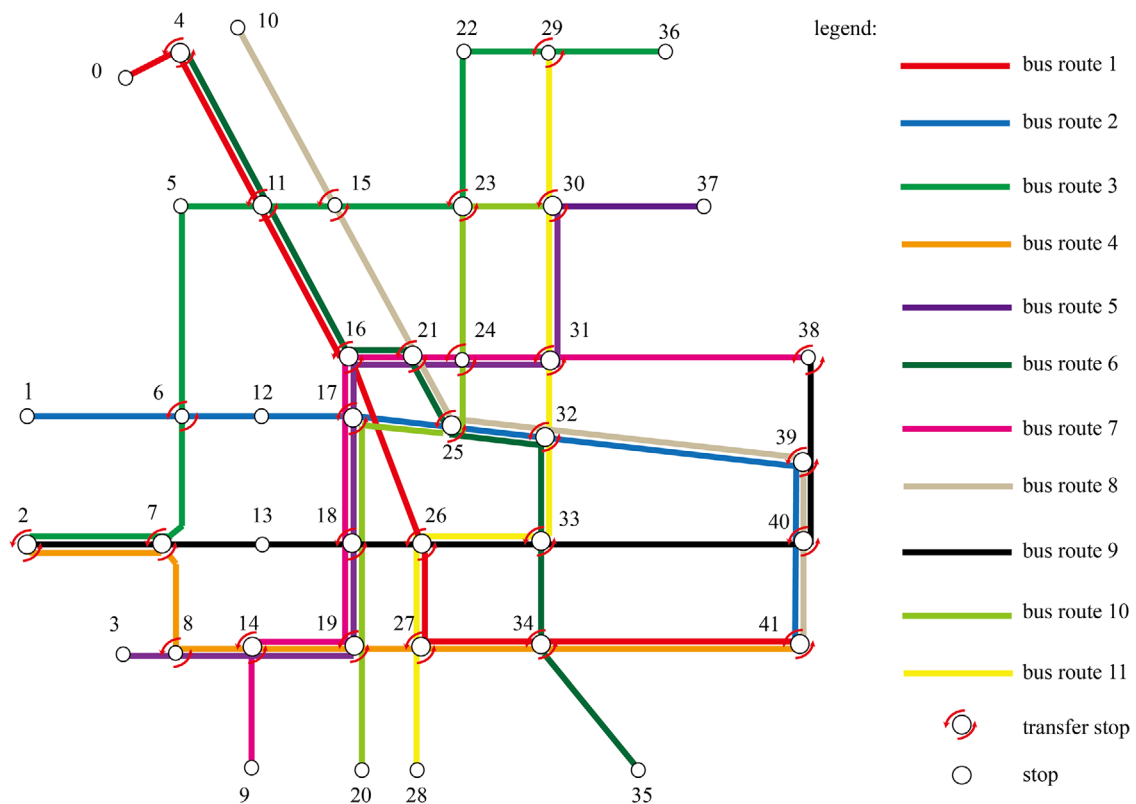 4 10 22 29 36 legend:
0
bus route 1
bus route 2
5 11 15 23 30 37
bus route 3
bus route 4
bus route 5
16 21 24 31 38
bus route 6
1 6 12 17 32
bus route 7
25 39
bus route 8
2 7 13 18 26 33 40
bus route 9
3 8 14 19 27 34 41
bus route 10
bus route 11
transfer stop
stop
9 20 28 35